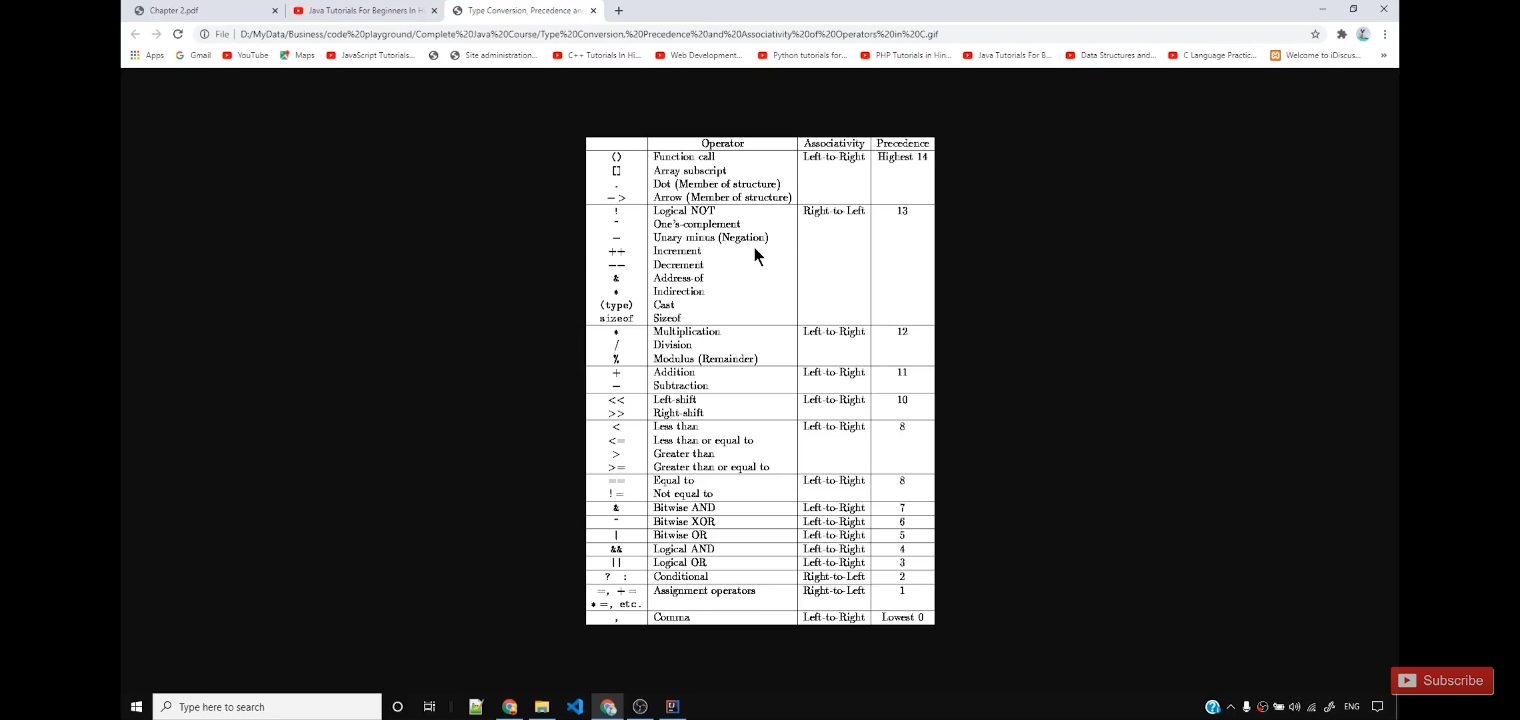 Chapter 2.pdf
Java Tutorials For Beginners In H
Type Conversion, Precedence an
File
D:/MyData/Business/code%20playground/Complete%20Java%20Course/Type%20Conversion,%20Precedence%20and%20Associativity%20of%20Operators%20in%20C.gif
Apps Gmail YouTube Maps JavaScript Tutorials... Site administration... C++ Tutorials In Hi... Web Development... Python tutorials for... PHP Tutorials in Hin... Java Tutorials For B... Data Structures and... C Language Practic... Welcome to iDiscus... »
Operator Associativity Precedence
() Function call Left-to-Right Highest 14
[] Array subscript
. Dot (Member of structure)
−> Arrow (Member of structure)
! Logical NOT Right-to-Left 13
~ One's-complement
− Unary minus (Negation)
++ Increment
−− Decrement
& Address-of
* Indirection
(type) Cast
sizeof Sizeof
* Multiplication Left-to-Right 12
/ Division
% Modulus (Remainder)
+ Addition Left-to-Right 11
− Subtraction
<< Left-shift Left-to-Right 10
>> Right-shift
< Less than Left-to-Right 8
<= Less than or equal to
> Greater than
>= Greater than or equal to
== Equal to Left-to-Right 8
!= Not equal to
& Bitwise AND Left-to-Right 7
^ Bitwise XOR Left-to-Right 6
| Bitwise OR Left-to-Right 5
&& Logical AND Left-to-Right 4
|| Logical OR Left-to-Right 3
? : Conditional Right-to-Left 2
=, += Assignment operators Right-to-Left 1
*=, etc.
, Comma Left-to-Right Lowest 0
Subscribe
Type here to search
ENG